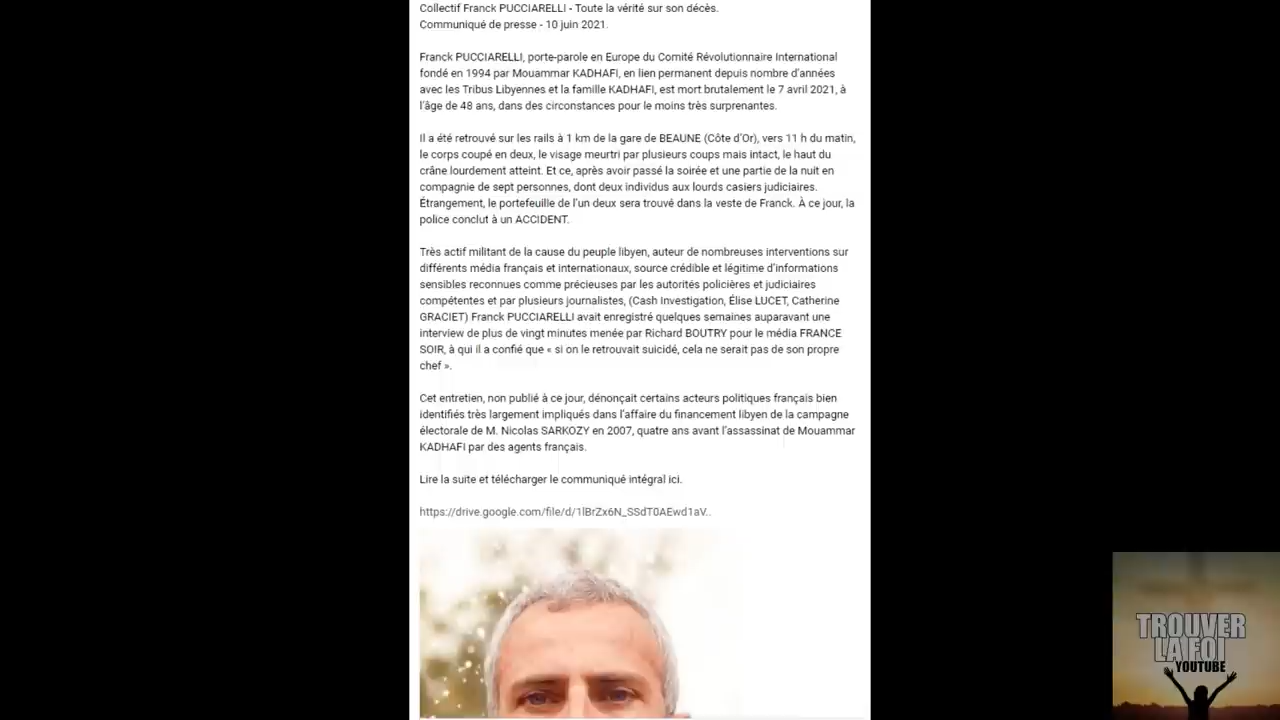 Collectif Franck PUCCIARELLI - Toute la vérité sur son décès.
Communiqué de presse - 10 juin 2021.
Franck PUCCIARELLI, porte-parole en Europe du Comité Révolutionnaire International
fondé en 1994 par Mouammar KADHAFI, en lien permanent depuis nombre d'années
avec les Tribus Libyennes et la famille KADHAFI, est mort brutalement le 7 avril 2021, à
l'âge de 48 ans, dans des circonstances pour le moins très surprenantes.
Il a été retrouvé sur les rails à 1 km de la gare de BEAUNE (Côte d'Or), vers 11 h du matin,
le corps coupé en deux, le visage meurtri par plusieurs coups mais intact, le haut du
crâne lourdement atteint. Et ce, après avoir passé la soirée et une partie de la nuit en
compagnie de sept personnes, dont deux individus aux lourds casiers judiciaires.
Étrangement, le portefeuille de l'un deux sera trouvé dans la veste de Franck. À ce jour, la
police conclut à un ACCIDENT.
Très actif militant de la cause du peuple libyen, auteur de nombreuses interventions sur
différents média français et internationaux, source crédible et légitime d'informations
sensibles reconnues comme précieuses par les autorités policières et judiciaires
compétentes et par plusieurs journalistes, (Cash Investigation, Élise LUCET, Catherine
GRACIET) Franck PUCCIARELLI avait enregistré quelques semaines auparavant une
interview de plus de vingt minutes menée par Richard BOUTRY pour le média FRANCE
SOIR, à qui il a confié que « si on le retrouvait suicidé, cela ne serait pas de son propre
chef ».
Cet entretien, non publié à ce jour, dénonçait certains acteurs politiques français bien
identifiés très largement impliqués dans l'affaire du financement libyen de la campagne
électorale de M. Nicolas SARKOZY en 2007, quatre ans avant l'assassinat de Mouammar
KADHAFI par des agents français.
Lire la suite et télécharger le communiqué intégral ici.
https://drive.google.com/file/d/1lBrZx6N_SSdT0AEwd1aV..
TROUVER
LA FOI
YOUTUBE